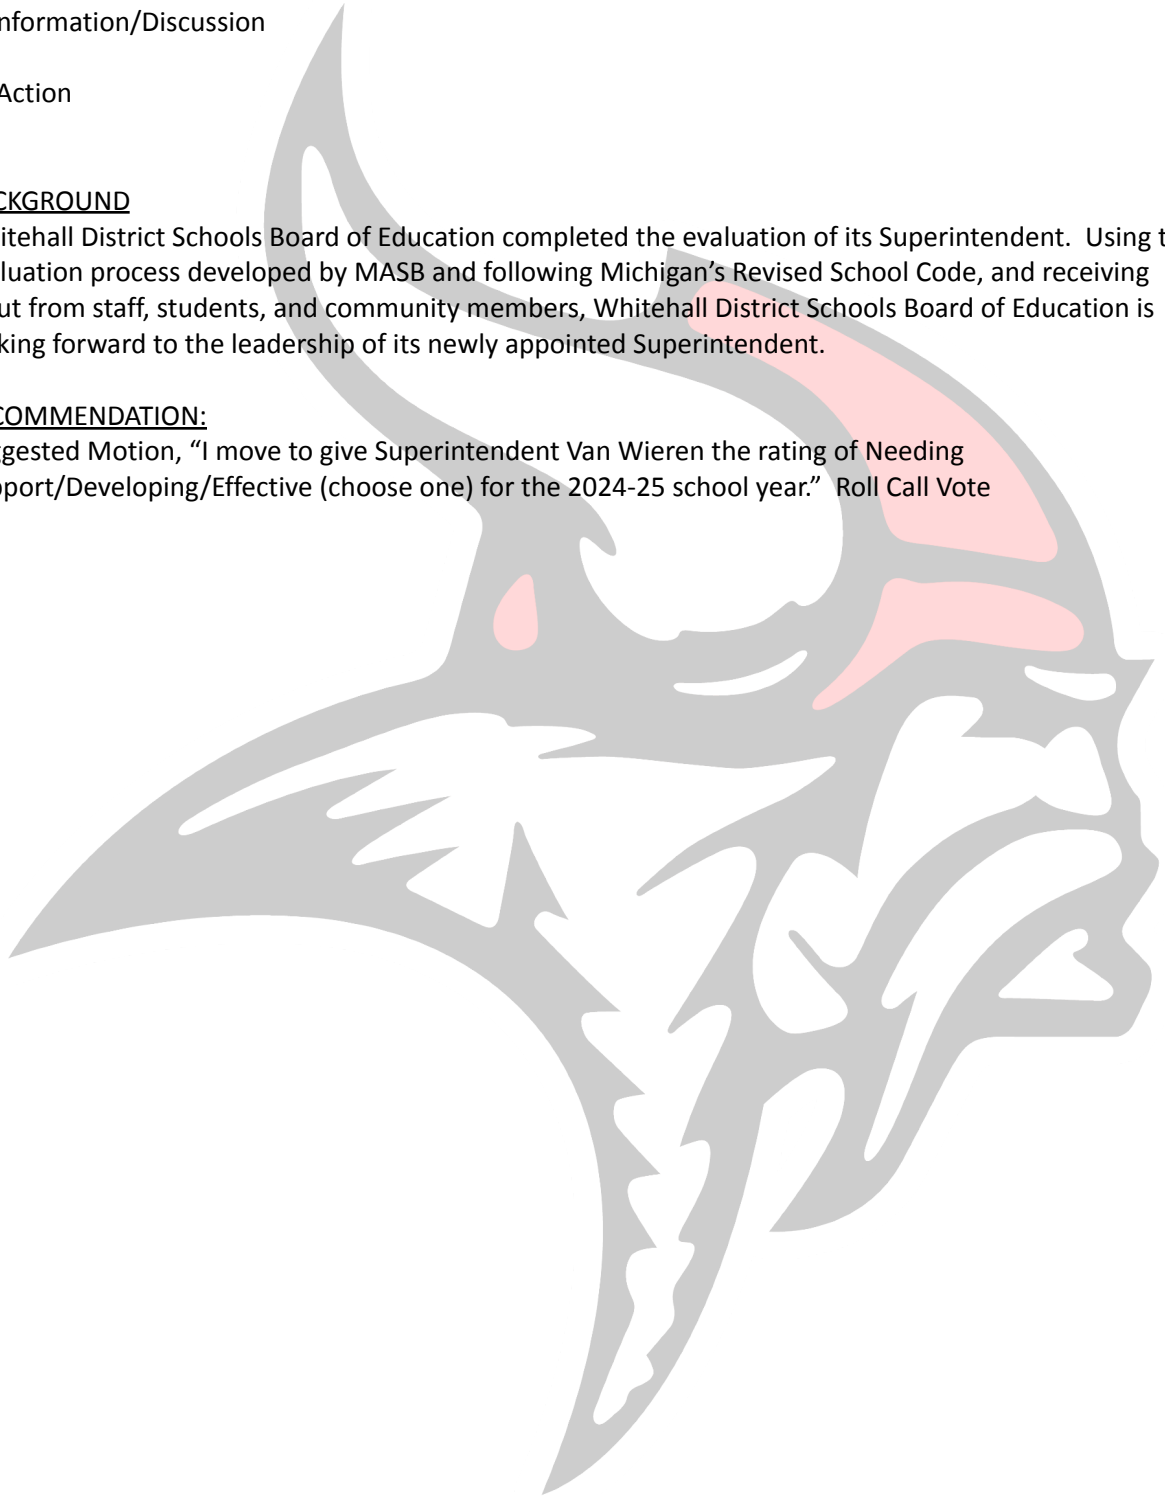 nformation/Discussion
Action
CKGROUND
itehall District Schools Board of Education completed the evaluation of its Superintendent.  Using t
luation process developed by MASB and following Michigan’s Revised School Code, and receiving
ut from staff, students, and community members, Whitehall District Schools Board of Education is
king forward to the leadership of its newly appointed Superintendent.
COMMENDATION:
gested Motion, “I move to give Superintendent Van Wieren the rating of Needing
port/Developing/Effective (choose one) for the 2024-25 school year.”  Roll Call Vote